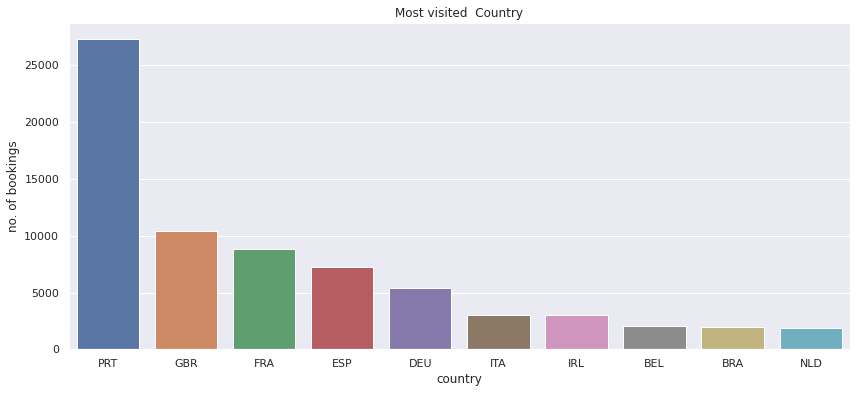 Most visited  Country
no. of bookings
25000
20000
15000
10000
5000
0
PRT GBR FRA ESP DEU ITA IRL BEL BRA NLD
country